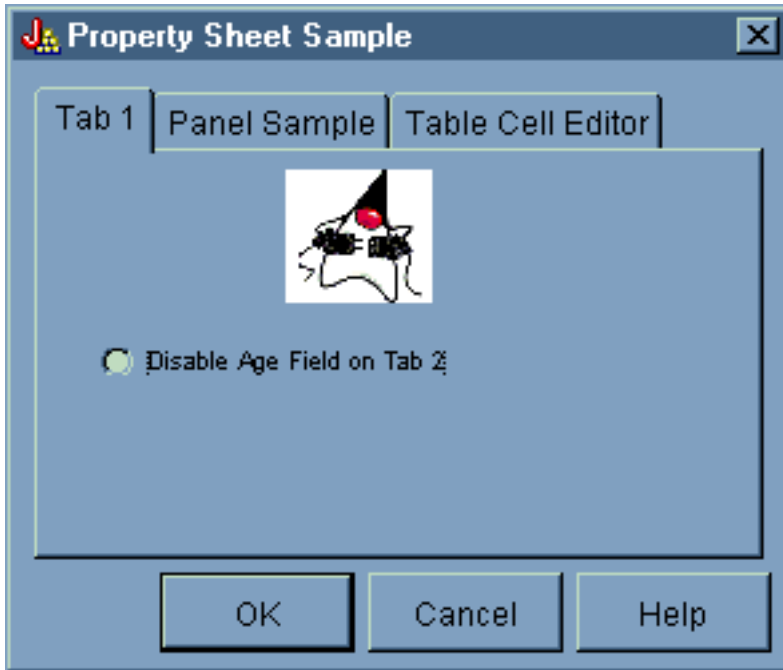 Property Sheet Sample
Tab 1 Panel Sample Table Cell Editor
Disable Age Field on Tab 2
OK Cancel Help